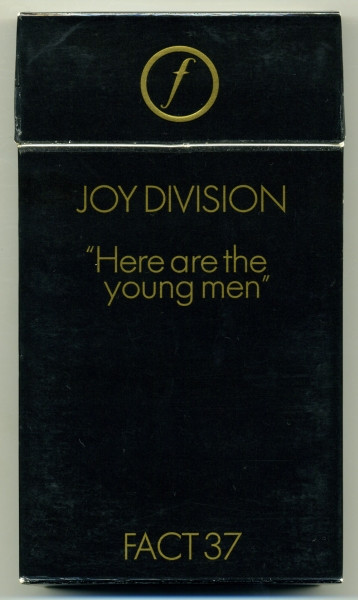 f
JOY DIVISION
"Here are the
young men"
FACT 37